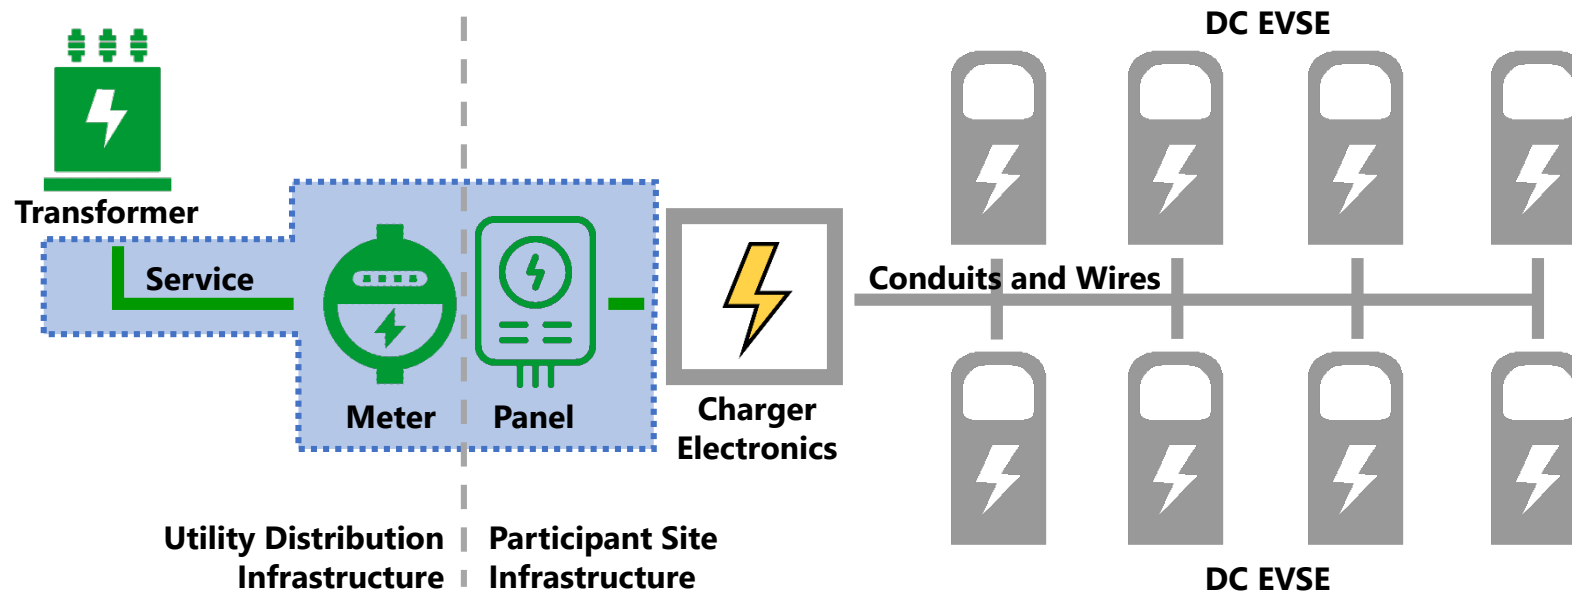 DC EVSE
Transformer
Service
Conduits and Wires
Meter
Panel
Charger
Electronics
Utility Distribution
Infrastructure
Participant Site
Infrastructure
DC EVSE